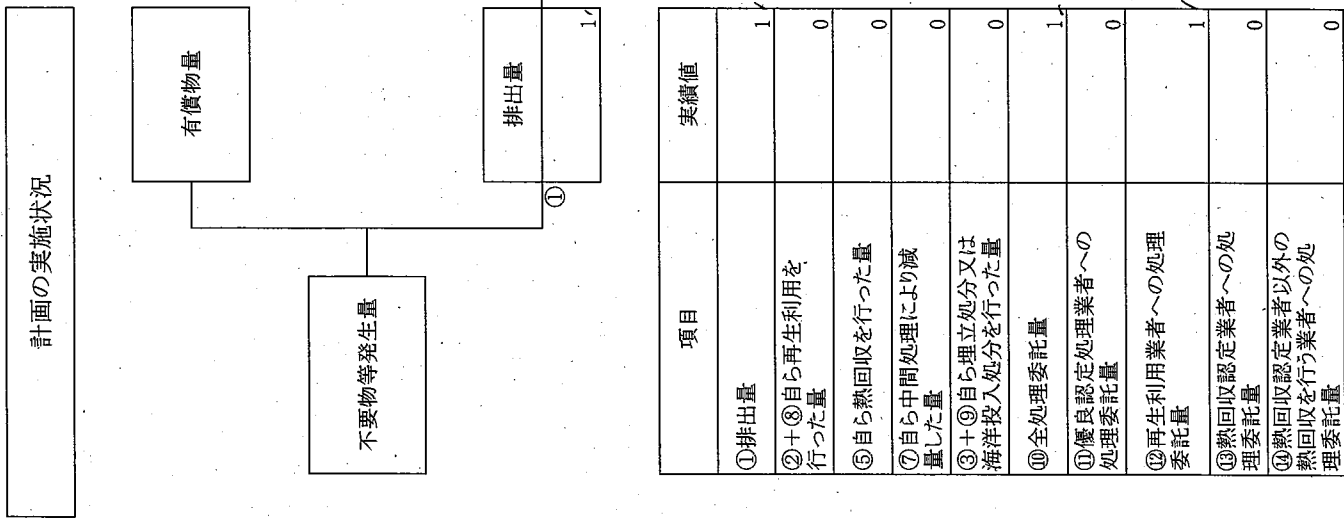 計画の実施状況
有償物量
不要物等発生量
①
排出量
1
項目
実績値
①排出量
1
②+⑧自ら再生利用を
行った量
0
⑤自ら熱回収を行った量
0
⑦自ら中間処理により減
量した量
0
③+⑨自ら埋立処分又は
海洋投入処分を行った量
0
⑩全処理委託量
1
⑪優良認定処理業者への
処理委託量
0
⑫再生利用業者への処理
委託量
1
⑬熱回収認定業者への処
理委託量
0
⑭熱回収認定業者以外の
熱回収を行う業者への処
理委託量
0